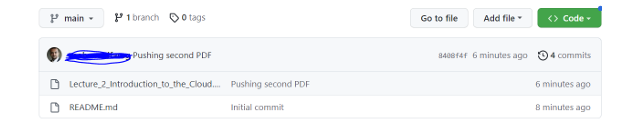 main 1 branch 0 tags Go to file Add file <> Code
Pushing second PDF 8408f4f 6 minutes ago 4 commits
Lecture_2_Introduction_to_the_Cloud.... Pushing second PDF 6 minutes ago
README.md Initial commit 8 minutes ago